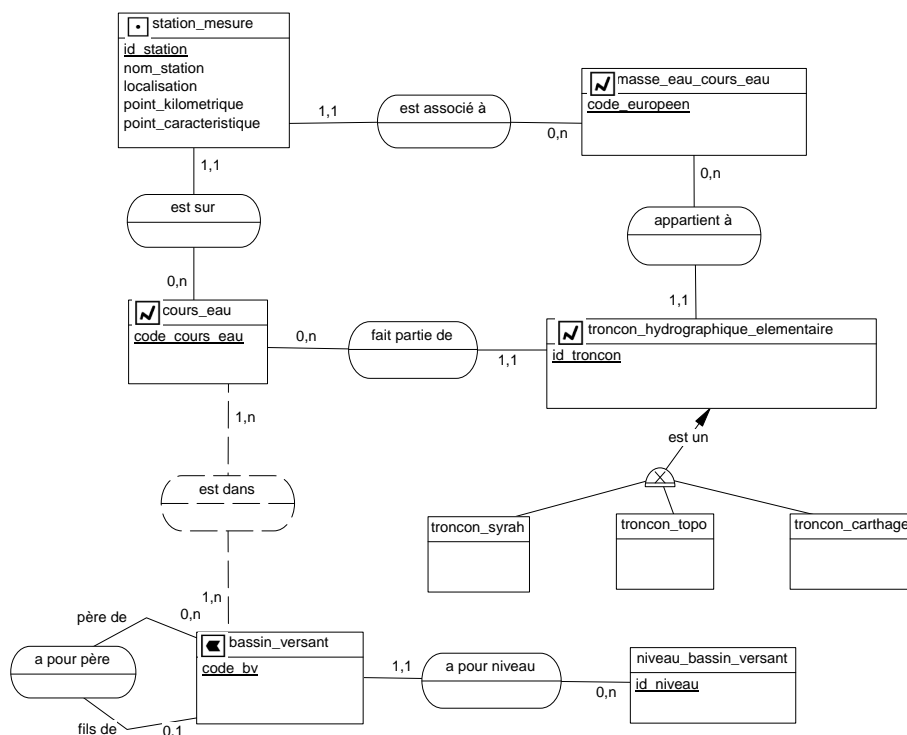 station_mesure
id_station
nom_station
localisation
point_kilometrique
point_caracteristique
1,1
est associé à
0,n
masse_eau_cours_eau
code_europeen
1,1
est sur
0,n
0,n
appartient à
1,1
cours_eau
code_cours_eau
0,n
fait partie de
1,1
troncon_hydrographique_elementaire
id_troncon
1,n
est dans
1,n
est un
troncon_syrah
troncon_topo
troncon_carthage
père de
0,n
a pour père
fils de
0,1
bassin_versant
code_bv
1,1
a pour niveau
0,n
niveau_bassin_versant
id_niveau